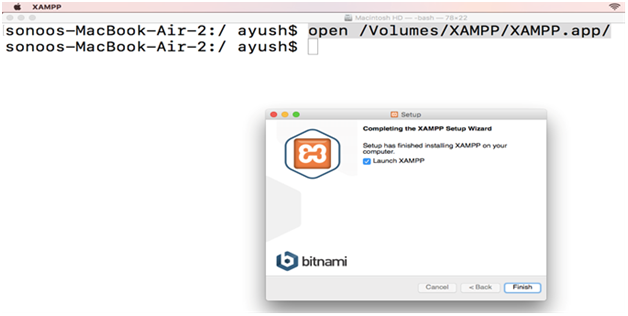 XAMPP
Macintosh HD — -bash — 78×22
sonoos-MacBook-Air-2:/ ayush$ open /Volumes/XAMPP/XAMPP.app/
sonoos-MacBook-Air-2:/ ayush$
Setup
Completing the XAMPP Setup Wizard
Setup has finished installing XAMPP on your
computer.
Launch XAMPP
bitnami
Cancel < Back Finish